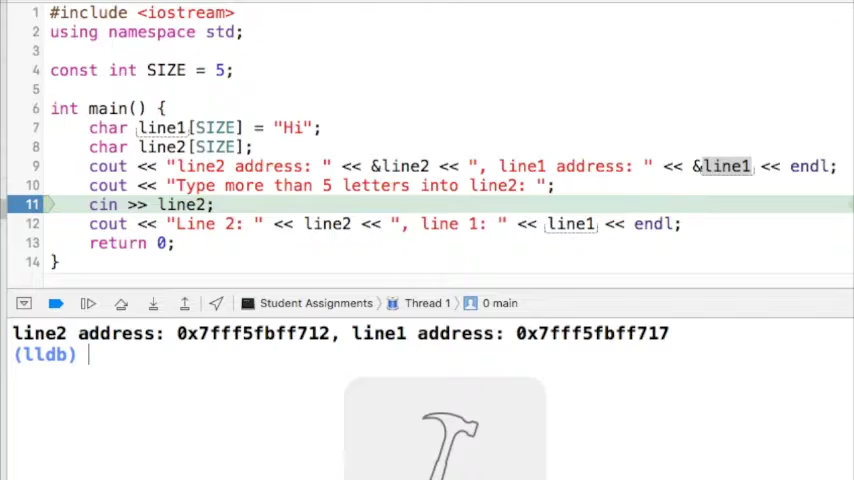 1 #include <iostream>
2 using namespace std;
3
4 const int SIZE = 5;
5
6 int main() {
7 char line1[SIZE] = "Hi";
8 char line2[SIZE];
9 cout << "line2 address: " << &line2 << ", line1 address: " << &line1 << endl;
10 cout << "Type more than 5 letters into line2: ";
11 cin >> line2;
12 cout << "Line 2: " << line2 << ", line 1: " << line1 << endl;
13 return 0;
14 }
Student Assignments Thread 1 0 main
line2 address: 0x7fff5fbff712, line1 address: 0x7fff5fbff717
(lldb)